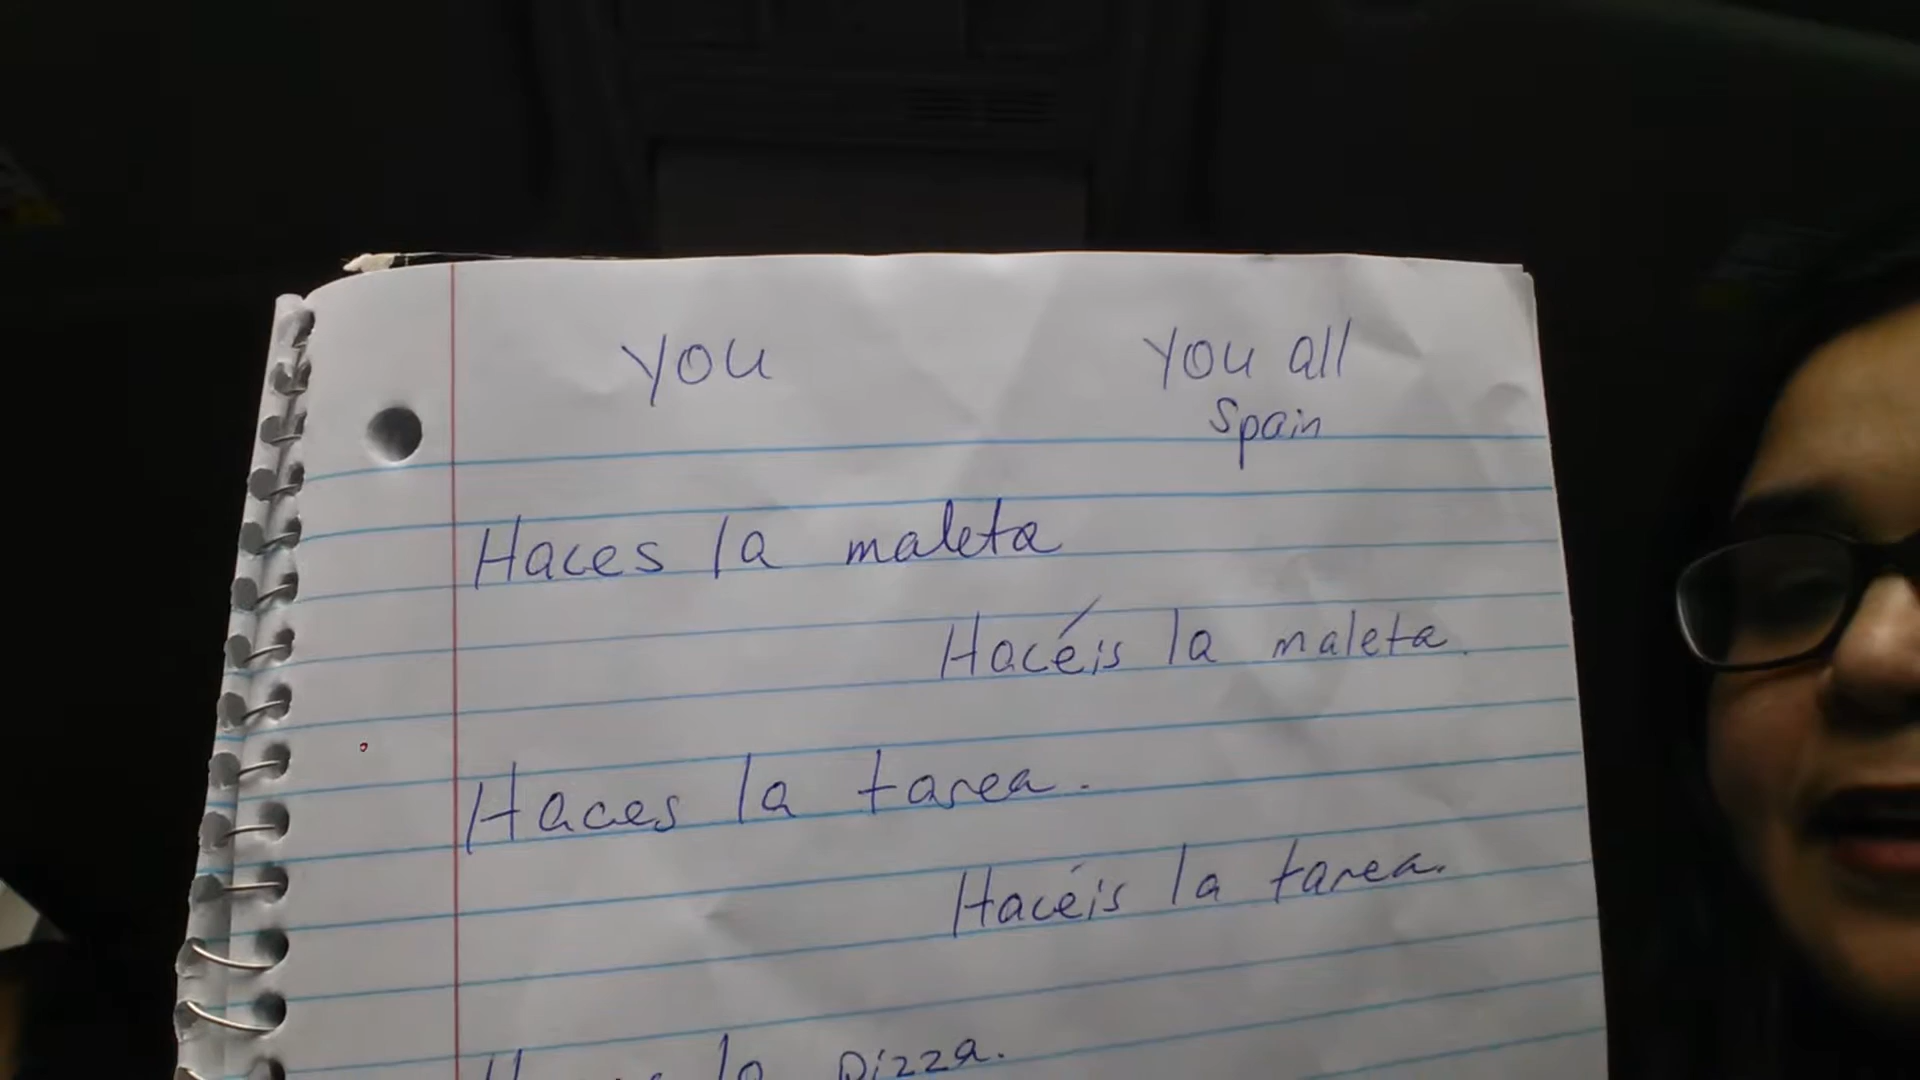 you you all
Spain
Haces la maleta
Hacéis la maleta.
Haces la tarea.
Hacéis la tarea.
la pizza.